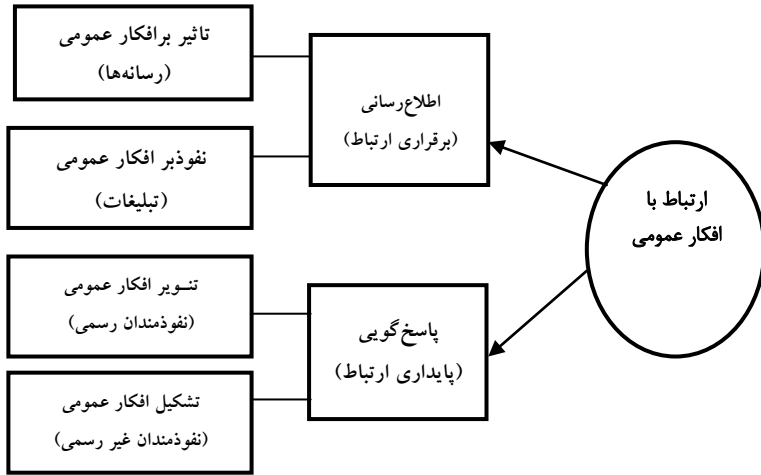 ارتباط با
افکار عمومی
اطلاع‌رسانی
(برقراری ارتباط)
تاثیر برافکار عمومی
(رسانه‌ها)
نفوذبر افکار عمومی
(تبلیغات)
پاسخ‌گویی
(پایداری ارتباط)
تنـویر افکار عمومی
(نفوذمندان رسمی)
تشکیل افکار عمومی
(نفوذمندان غیر رسمی)